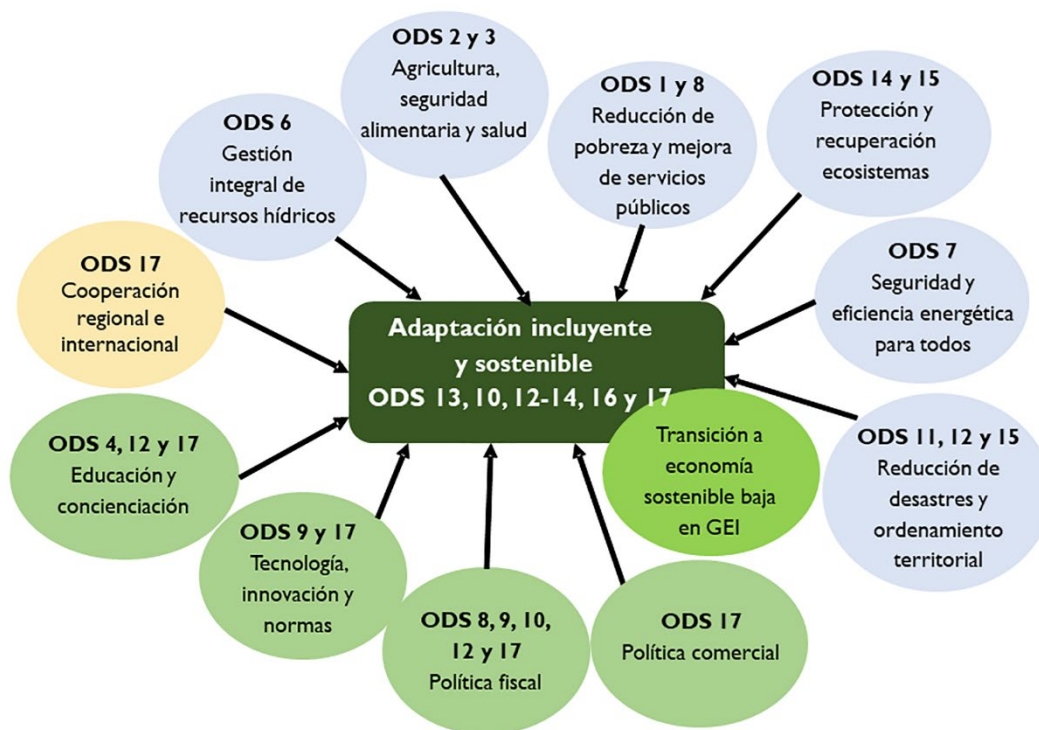 ODS 2 y 3
Agricultura,
seguridad
alimentaria y salud
ODS 1 y 8
Reducción de
pobreza y mejora
de servicios
públicos
ODS 14 y 15
Protección y
recuperación
ecosistemas
ODS 6
Gestión
integral de
recursos hídricos
ODS 17
Cooperación
regional e
internacional
ODS 7
Seguridad y
eficiencia energética
para todos
Adaptación incluyente
y sostenible
ODS 13, 10, 12-14, 16 y 17
Transición a
economía
sostenible baja
en GEI
ODS 4, 12 y 17
Educación y
concienciación
ODS 11, 12 y 15
Reducción de
desastres y
ordenamiento
territorial
ODS 9 y 17
Tecnología,
innovación y
normas
ODS 8, 9, 10,
12 y 17
Política fiscal
ODS 17
Política comercial